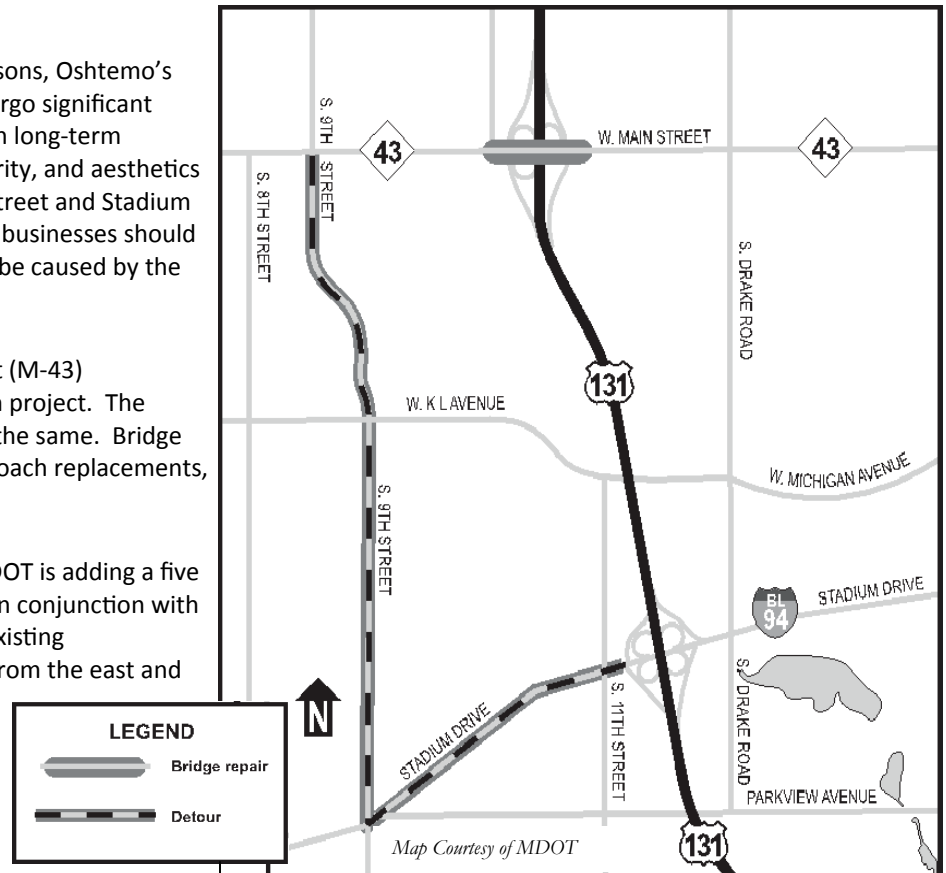 sons, Oshtemo's
rgo significant
n long-term
rity, and aesthetics
treet and Stadium
businesses should
be caused by the
t (M-43)
n project. The
the same. Bridge
oach replacements,
DOT is adding a five
n conjunction with
xisting
rom the east and
S. 9TH STREET
43
W. MAIN STREET
43
S. 8TH STREET
S. DRAKE ROAD
131
W. K L AVENUE
W. MICHIGAN AVENUE
S. 9TH STREET
BL
94
STADIUM DRIVE
N
STADIUM DRIVE
S. 11TH STREET
S. DRAKE ROAD
PARKVIEW AVENUE
131
Map Courtesy of MDOT
LEGEND
Bridge repair
Detour